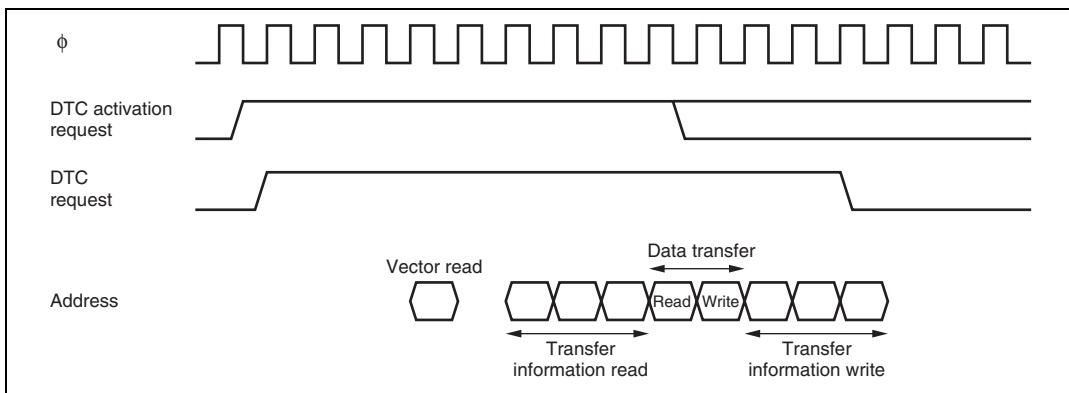 ϕ
DTC activation
request
DTC
request
Data transfer
Vector read
Address
Read Write
Transfer
information read
Transfer
information write